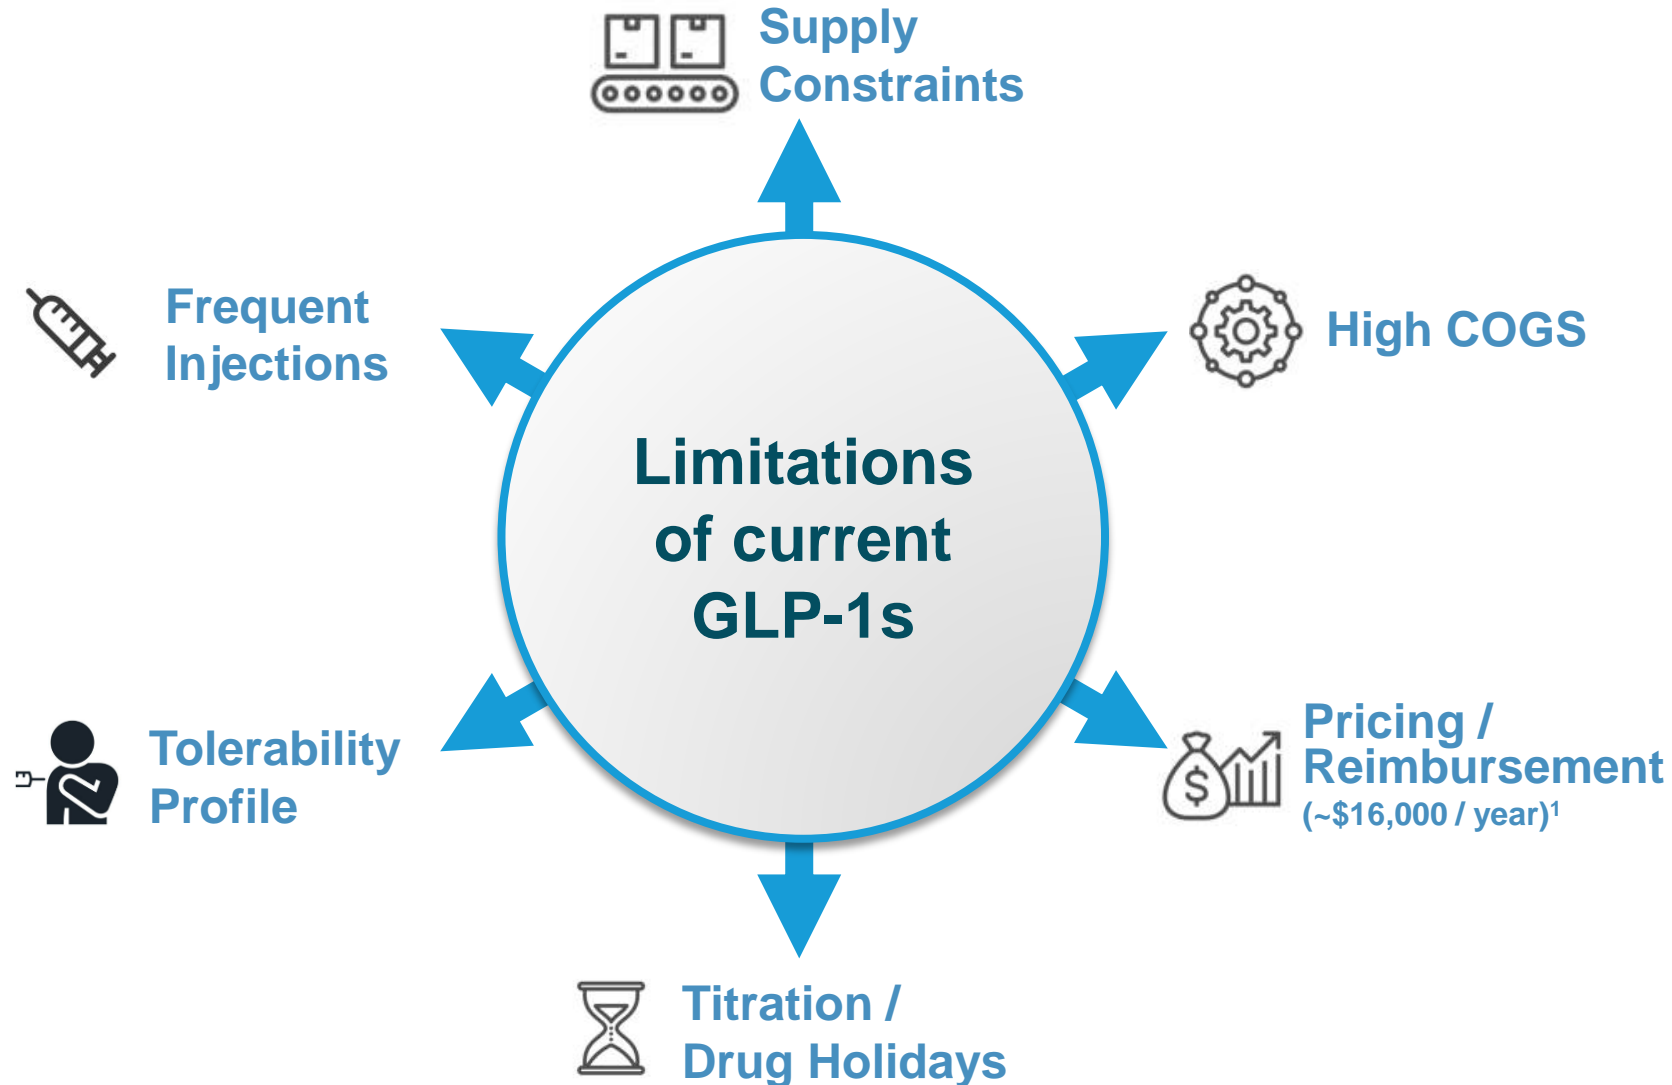 Supply
Constraints
Frequent
Injections
High COGS
Limitations
of current
GLP-1s
Tolerability
Profile
Pricing /
Reimbursement
(~$16,000 / year)¹
Titration /
Drug Holidays